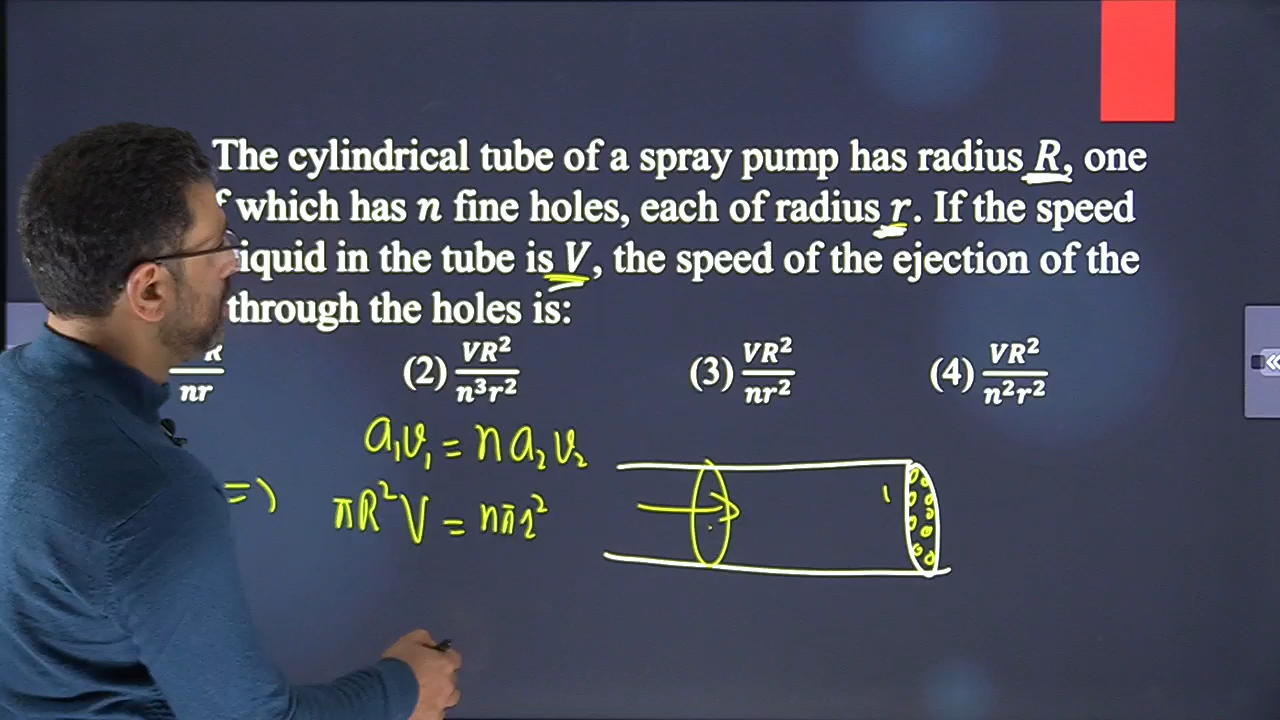 The cylindrical tube of a spray pump has radius R, one
which has n fine holes, each of radius r. If the speed
iquid in the tube is V, the speed of the ejection of the
through the holes is:
R/nr (2) VR²/n³r² (3) VR²/nr² (4) VR²/n²r²
a₁v₁ = n a₂ v₂
=) πR²V = nπr²